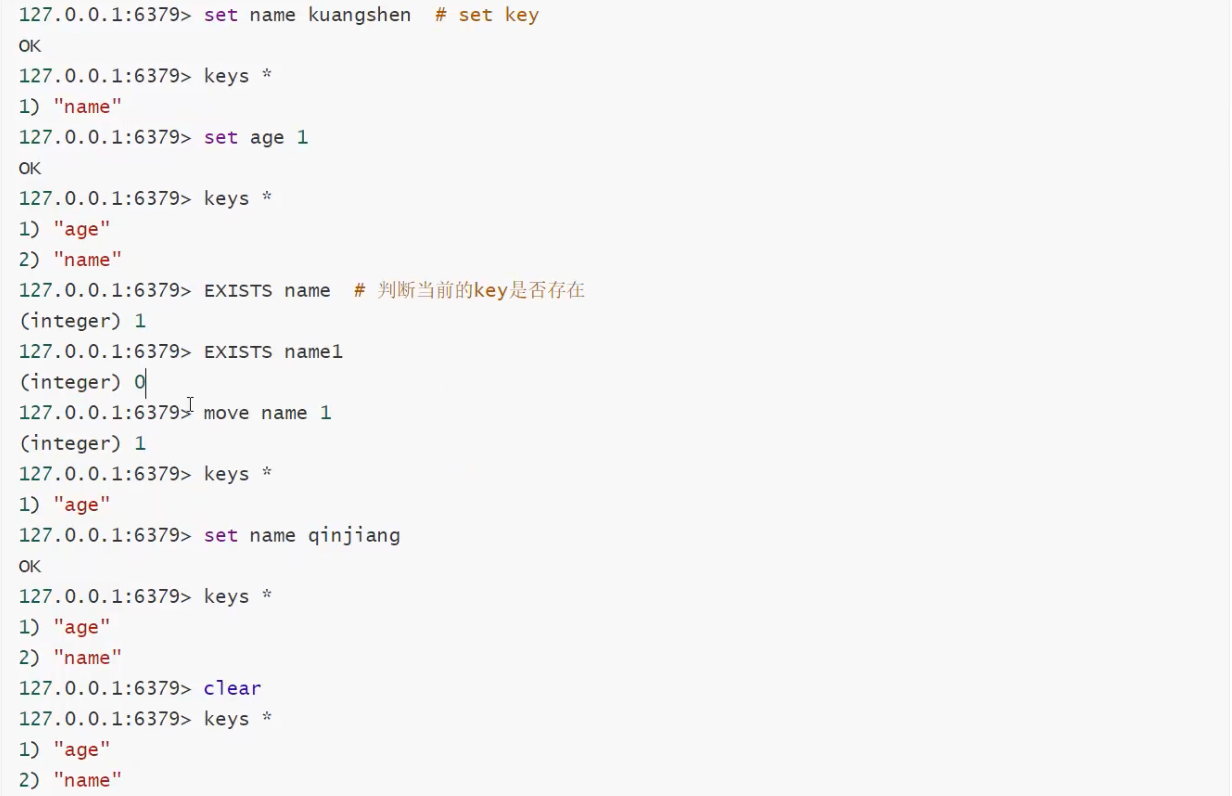 127.0.0.1:6379> set name kuangshen  # set key
OK
127.0.0.1:6379> keys *
1) "name"
127.0.0.1:6379> set age 1
OK
127.0.0.1:6379> keys *
1) "age"
2) "name"
127.0.0.1:6379> EXISTS name  # 判断当前的key是否存在
(integer) 1
127.0.0.1:6379> EXISTS name1
(integer) 0
127.0.0.1:6379> move name 1
(integer) 1
127.0.0.1:6379> keys *
1) "age"
127.0.0.1:6379> set name qinjiang
OK
127.0.0.1:6379> keys *
1) "age"
2) "name"
127.0.0.1:6379> clear
127.0.0.1:6379> keys *
1) "age"
2) "name"